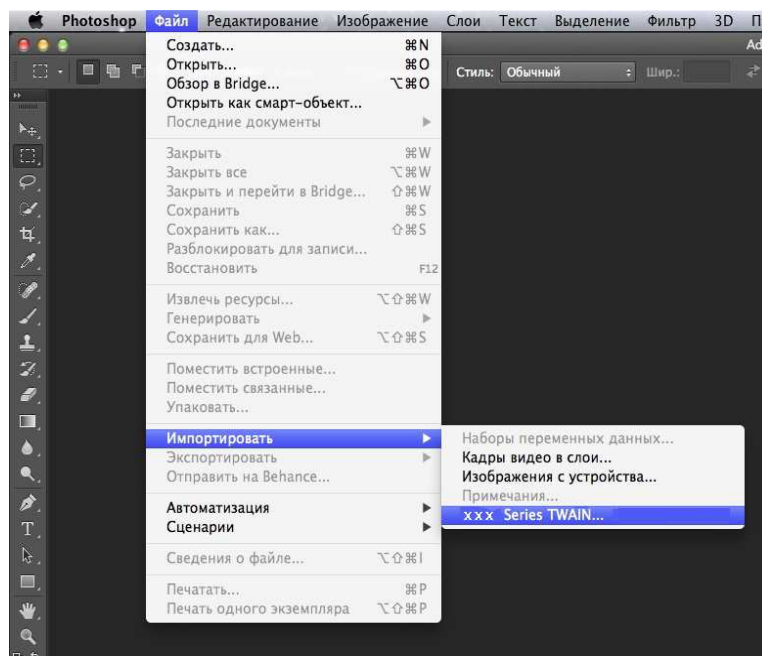 Photoshop Файл Редактирование Изображение Слои Текст Выделение Фильтр 3D П
Ad
Стиль: Обычный Шир.:
Создать... ⌘N
Открыть... ⌘O
Обзор в Bridge... ⌥⌘O
Открыть как смарт-объект...
Последние документы
Закрыть ⌘W
Закрыть все ⌥⌘W
Закрыть и перейти в Bridge... ⇧⌘W
Сохранить ⌘S
Сохранить как... ⇧⌘S
Разблокировать для записи...
Восстановить F12
Извлечь ресурсы... ⌥⇧⌘W
Генерировать
Сохранить для Web... ⌥⇧⌘S
Поместить встроенные...
Поместить связанные...
Упаковать...
Импортировать
Экспортировать
Отправить на Behance...
Автоматизация
Сценарии
Сведения о файле... ⌥⇧⌘I
Печатать... ⌘P
Печать одного экземпляра ⌥⇧⌘P
Наборы переменных данных...
Кадры видео в слои...
Изображения с устройства...
Примечания...
xxx Series TWAIN...